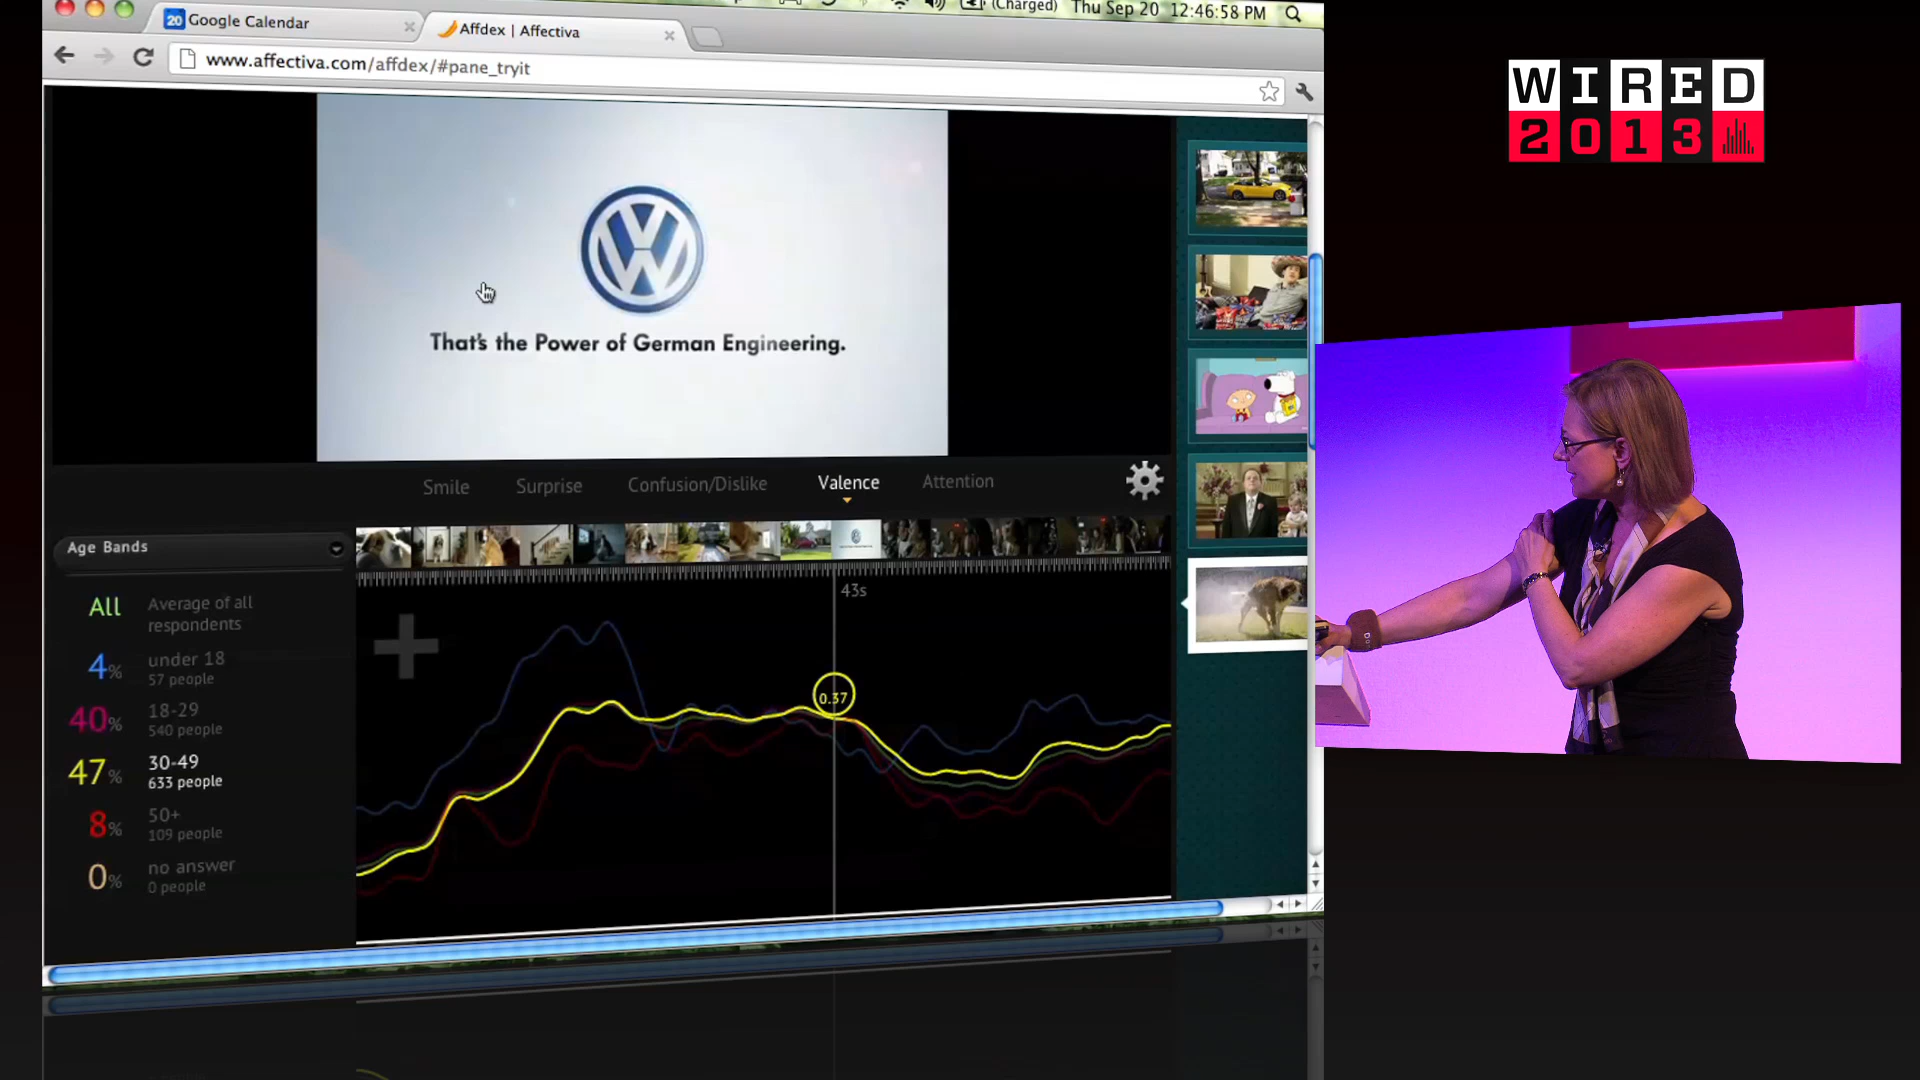 Google Calendar
Affdex | Affectiva
(Charged) Thu Sep 20 12:46:58 PM
www.affectiva.com/affdex/#pane_tryit
WIRED
2013
That's the Power of German Engineering.
Smile Surprise Confusion/Dislike Valence Attention
Age Bands
43s
All Average of all
respondents
4% under 18
57 people
0.37
40% 18-29
540 people
47% 30-49
633 people
8% 50+
109 people
0% no answer
0 people